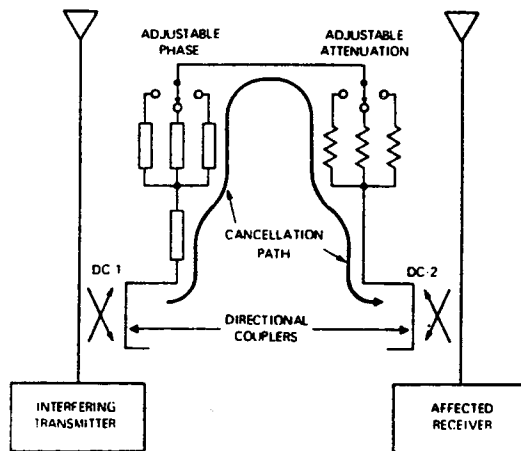 ADJUSTABLE
PHASE
ADJUSTABLE
ATTENUATION
CANCELLATION
PATH
DC-1
DC-2
DIRECTIONAL
COUPLERS
INTERFERING
TRANSMITTER
AFFECTED
RECEIVER